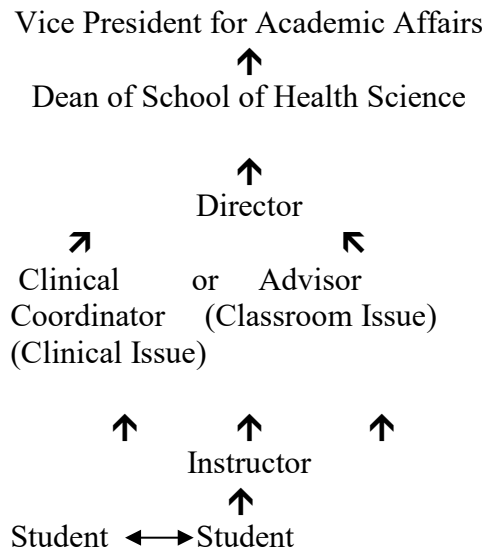 Vice President for Academic Affairs
Dean of School of Health Science
Director
Clinical or Advisor
Coordinator (Classroom Issue)
(Clinical Issue)
Instructor
Student Student